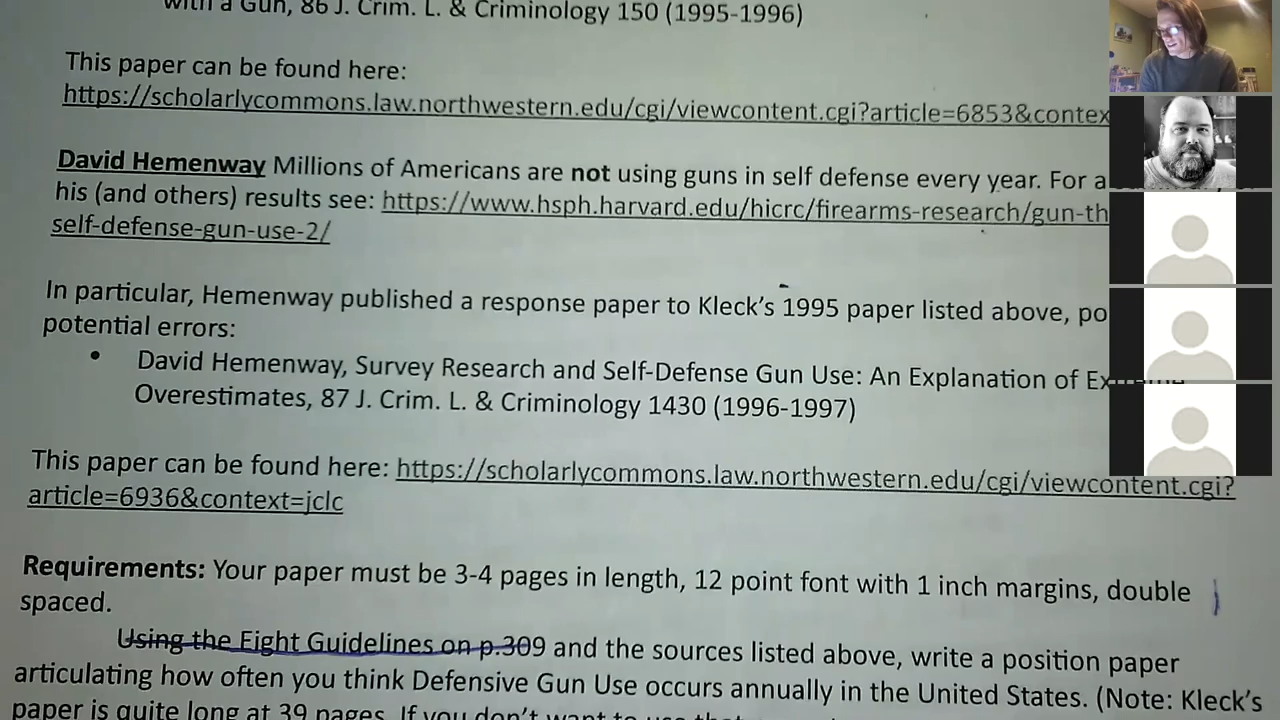 with a Gun, 86 J. Crim. L. & Criminology 150 (1995-1996)
This paper can be found here:
https://scholarlycommons.law.northwestern.edu/cgi/viewcontent.cgi?article=6853&contex
David Hemenway Millions of Americans are not using guns in self defense every year. For a
his (and others) results see: https://www.hsph.harvard.edu/hicrc/firearms-research/gun-th
self-defense-gun-use-2/
In particular, Hemenway published a response paper to Kleck's 1995 paper listed above, po
potential errors:
• David Hemenway, Survey Research and Self-Defense Gun Use: An Explanation of Extreme
Overestimates, 87 J. Crim. L. & Criminology 1430 (1996-1997)
This paper can be found here: https://scholarlycommons.law.northwestern.edu/cgi/viewcontent.cgi?
article=6936&context=jclc
Requirements: Your paper must be 3-4 pages in length, 12 point font with 1 inch margins, double
spaced.
Using the Eight Guidelines on p.309 and the sources listed above, write a position paper
articulating how often you think Defensive Gun Use occurs annually in the United States. (Note: Kleck's
paper is quite long at 39 pages. If you don't want to use that